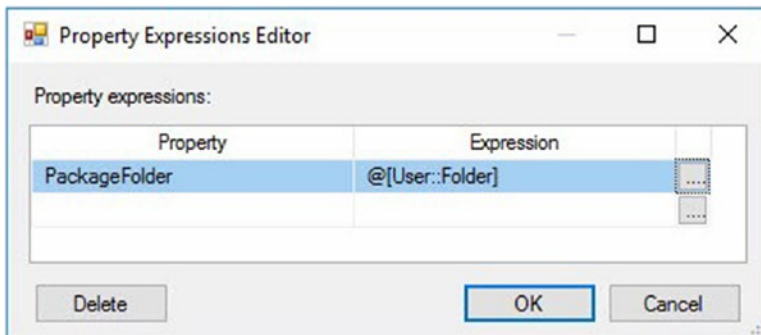 Property Expressions Editor
Property expressions:
Property Expression
PackageFolder @[User::Folder] ....
....
Delete OK Cancel